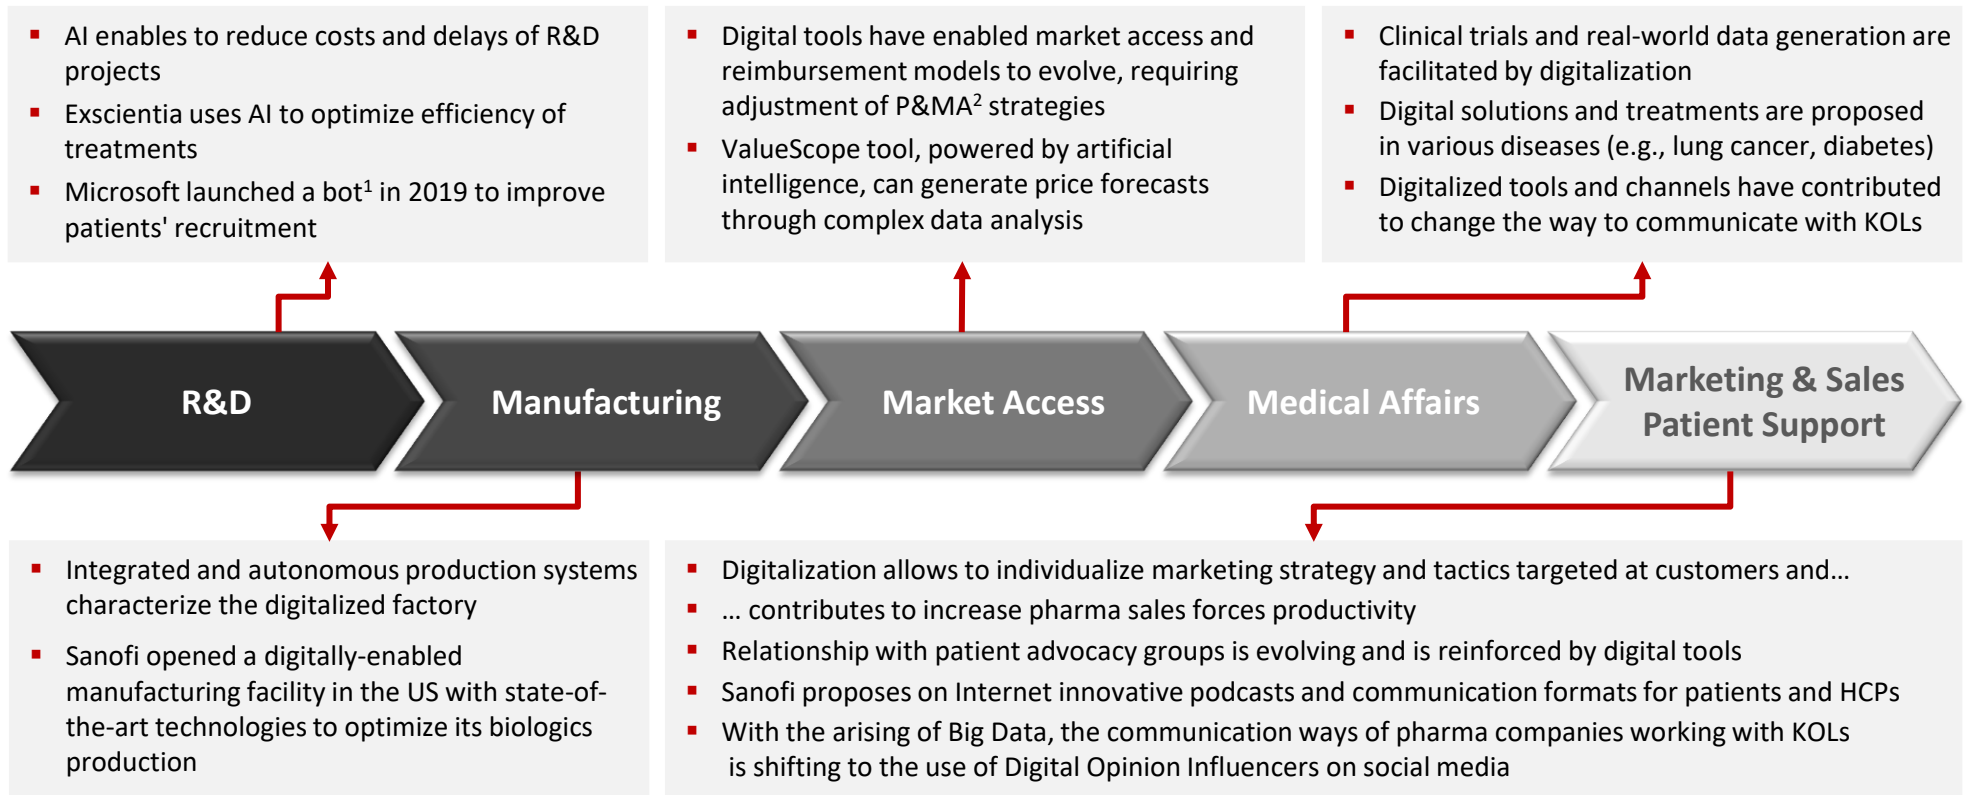 AI enables to reduce costs and delays of R&D
projects
Exscientia uses AI to optimize efficiency of
treatments
Microsoft launched a bot¹ in 2019 to improve
patients' recruitment
Digital tools have enabled market access and
reimbursement models to evolve, requiring
adjustment of P&MA² strategies
ValueScope tool, powered by artificial
intelligence, can generate price forecasts
through complex data analysis
Clinical trials and real-world data generation are
facilitated by digitalization
Digital solutions and treatments are proposed
in various diseases (e.g., lung cancer, diabetes)
Digitalized tools and channels have contributed
to change the way to communicate with KOLs
R&D
Manufacturing
Market Access
Medical Affairs
Marketing & Sales
Patient Support
Integrated and autonomous production systems
characterize the digitalized factory
Sanofi opened a digitally-enabled
manufacturing facility in the US with state-of-
the-art technologies to optimize its biologics
production
Digitalization allows to individualize marketing strategy and tactics targeted at customers and…
… contributes to increase pharma sales forces productivity
Relationship with patient advocacy groups is evolving and is reinforced by digital tools
Sanofi proposes on Internet innovative podcasts and communication formats for patients and HCPs
With the arising of Big Data, the communication ways of pharma companies working with KOLs
is shifting to the use of Digital Opinion Influencers on social media